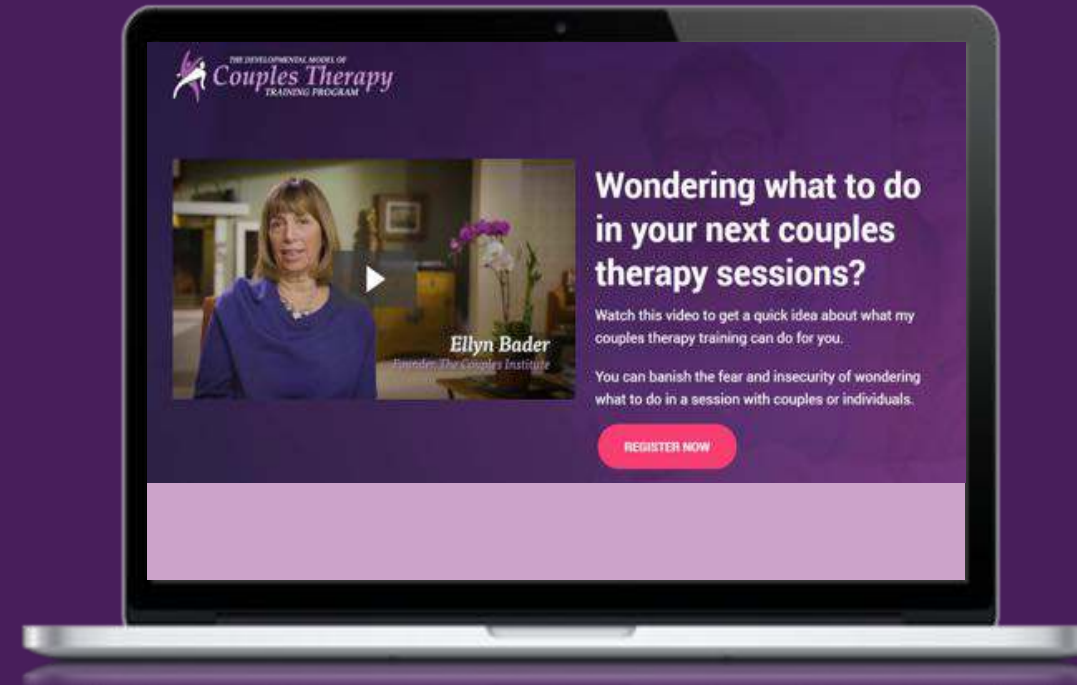 THE DEVELOPMENTAL MODEL OF
Couples Therapy
TRAINING PROGRAM
Wondering what to do
in your next couples
therapy sessions?
Watch this video to get a quick idea about what my
couples therapy training can do for you.
You can banish the fear and insecurity of wondering
what to do in a session with couples or individuals.
REGISTER NOW
Ellyn Bader
Founder, The Couples Institute